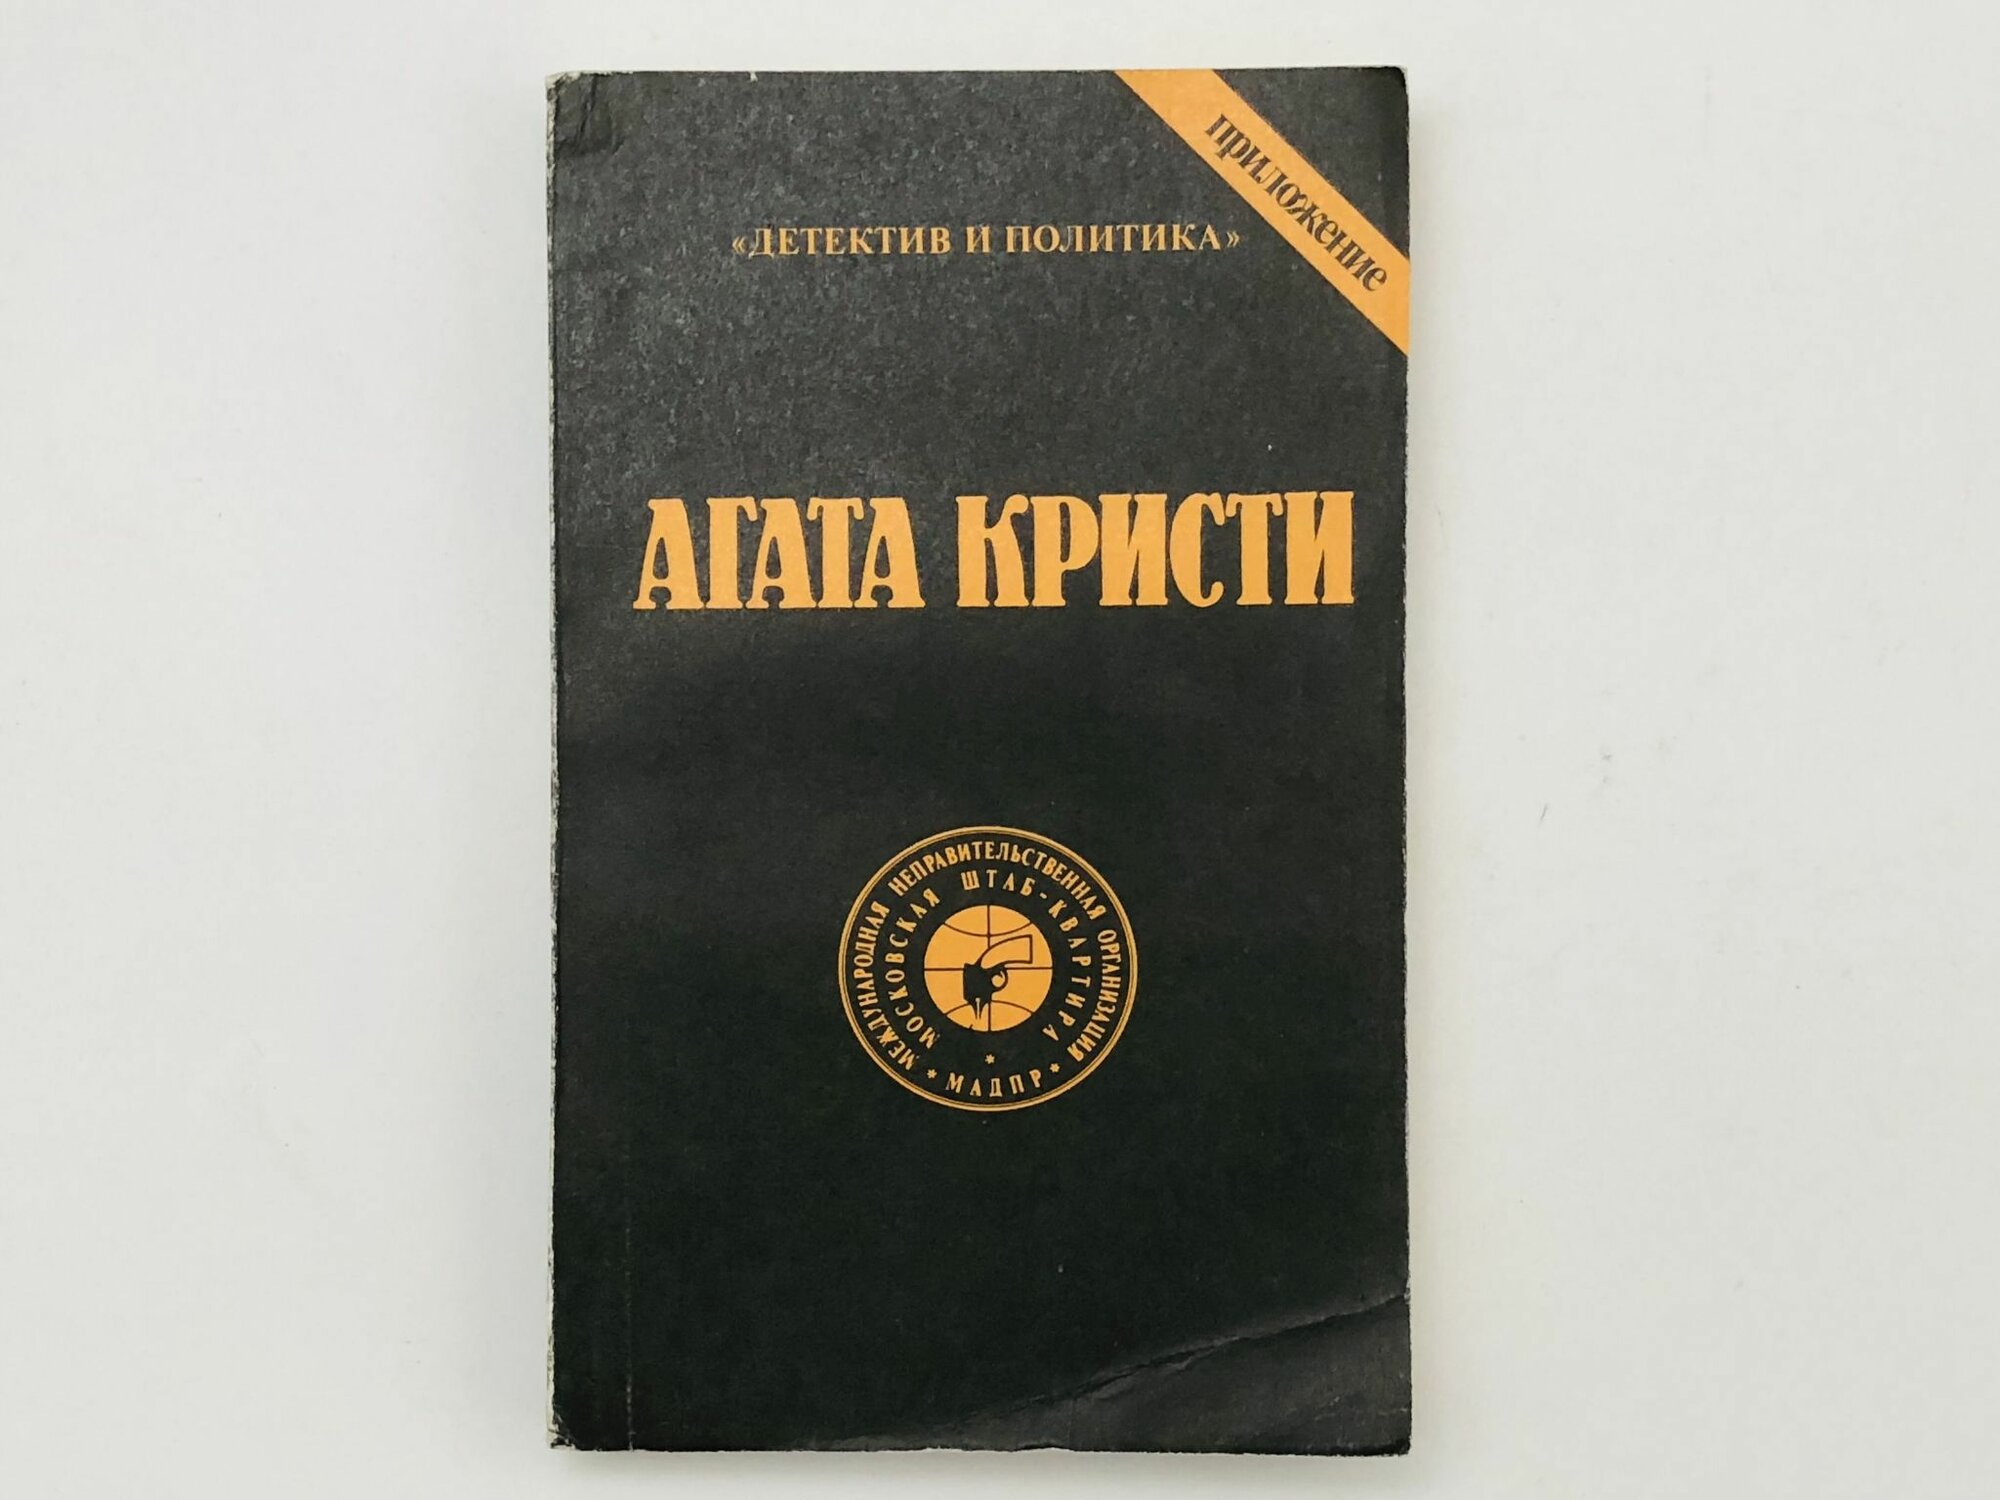 приложение
«ДЕТЕКТИВ И ПОЛИТИКА»
АГАТА КРИСТИ
МЕЖДУНАРОДНАЯ НЕПРАВИТЕЛЬСТВЕННАЯ ОРГАНИЗАЦИЯ
МОСКОВСКАЯ ШТАБ-КВАРТИРА
* МАДПР *